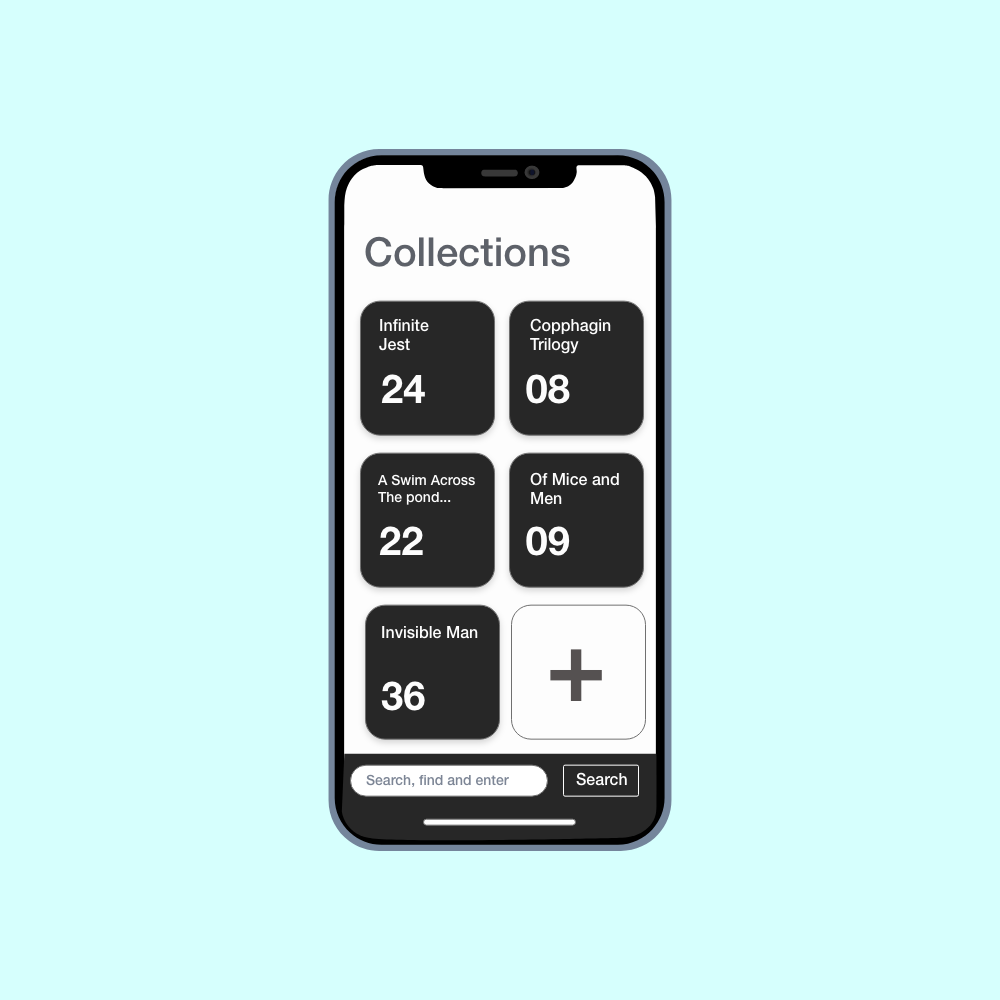 Collections
Infinite
Jest
24
Copphagin
Trilogy
08
A Swim Across
The pond...
22
Of Mice and
Men
09
Invisible Man
36
+
Search, find and enter
Search